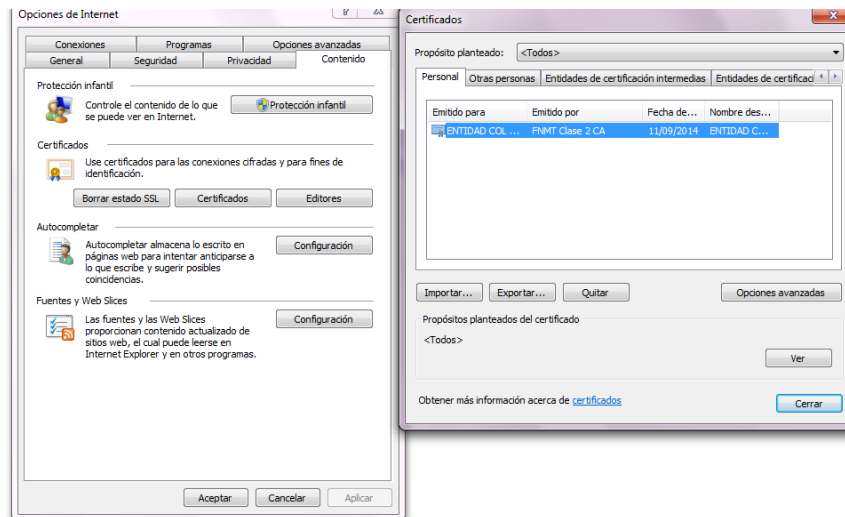 Opciones de Internet
Conexiones Programas Opciones avanzadas
General Seguridad Privacidad Contenido
Protección infantil
Controle el contenido de lo que
se puede ver en Internet.
Protección infantil
Certificados
Use certificados para las conexiones cifradas y para fines de
identificación.
Borrar estado SSL Certificados Editores
Autocompletar
Autocompletar almacena lo escrito en
páginas web para intentar anticiparse a
lo que escribe y sugerir posibles
coincidencias.
Configuración
Fuentes y Web Slices
Las fuentes y las Web Slices
proporcionan contenido actualizado de
sitios web, el cual puede leerse en
Internet Explorer y en otros programas.
Configuración
Aceptar Cancelar Aplicar
Certificados
Propósito planteado: <Todos>
Personal Otras personas Entidades de certificación intermedias Entidades de certificaci
Emitido para Emitido por Fecha de... Nombre des...
ENTIDAD COL ... FNMT Clase 2 CA 11/09/2014 ENTIDAD C...
Importar... Exportar... Quitar Opciones avanzadas
Propósitos planteados del certificado
<Todos>
Ver
Obtener más información acerca de certificados
Cerrar